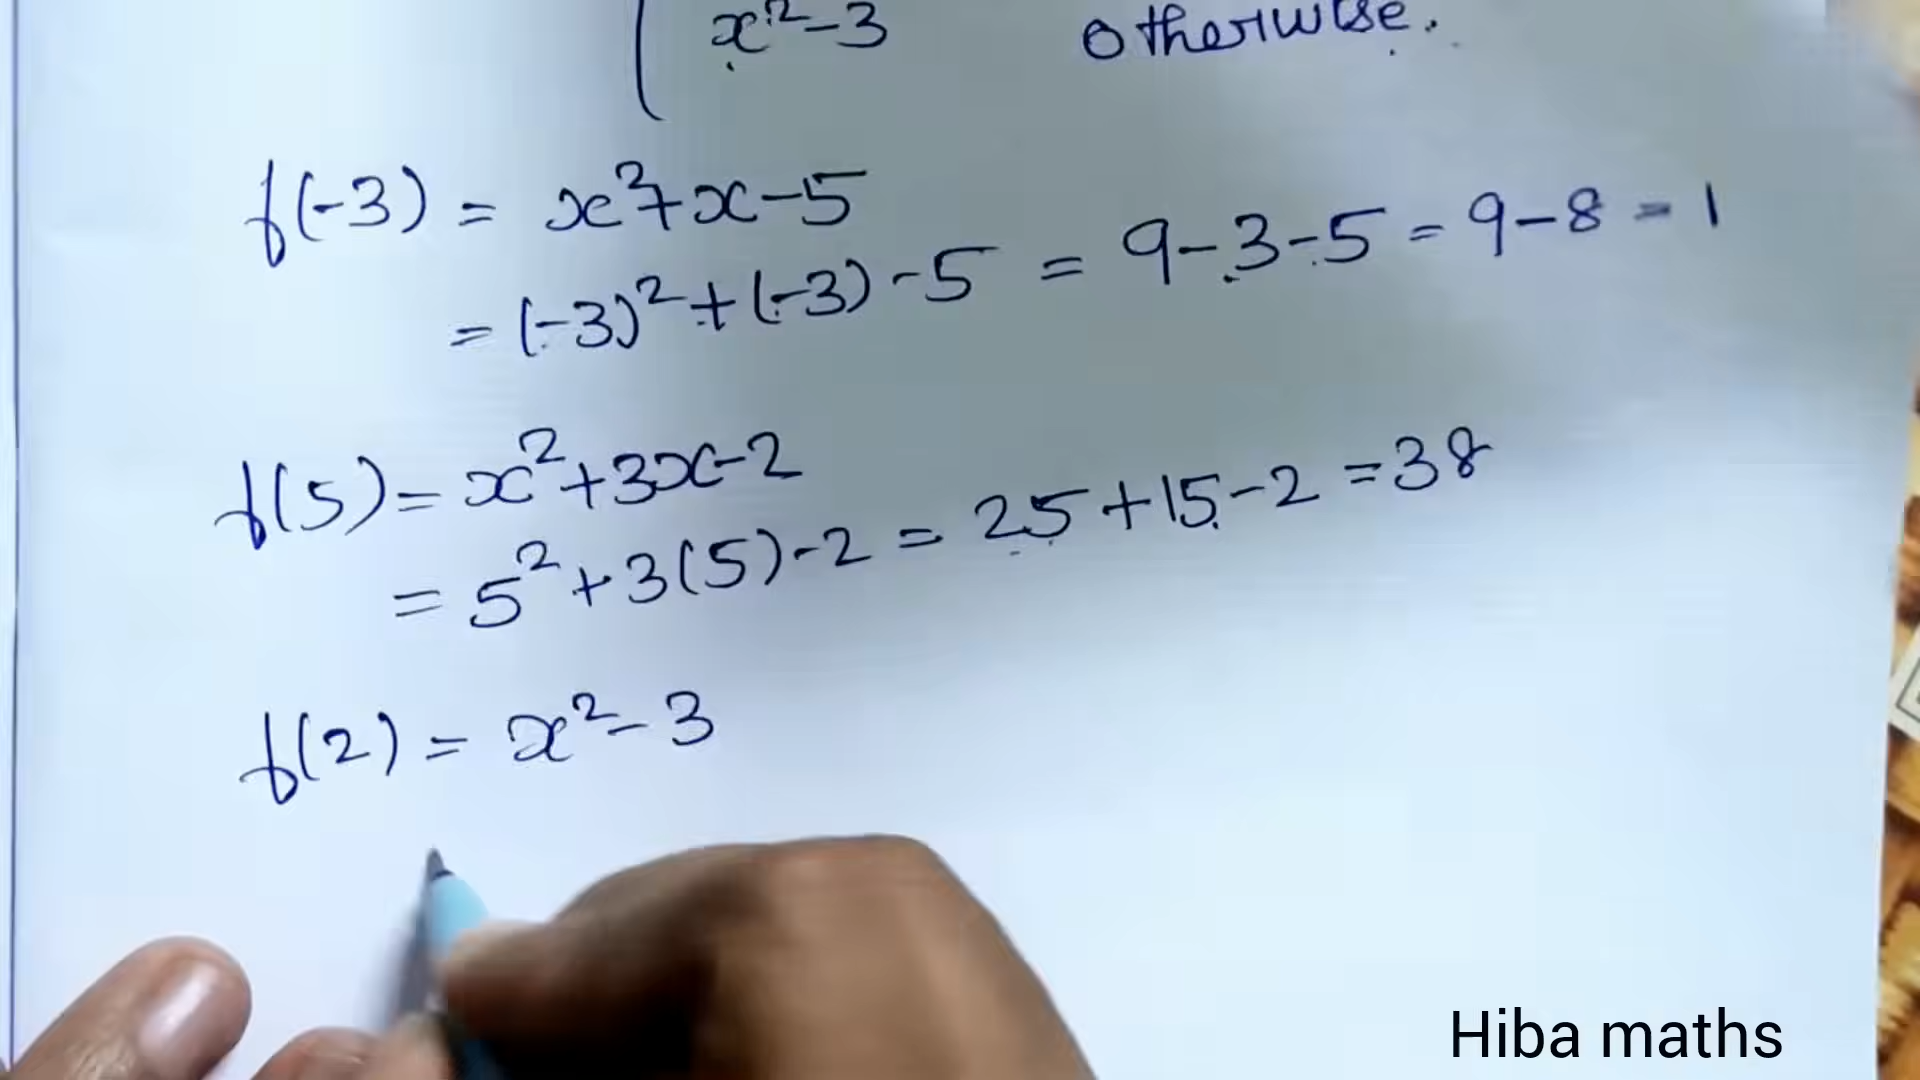 x²-3 otherwise.
f(-3) = x²+x-5
= (-3)²+(-3)-5 = 9-3-5 = 9-8 = 1
f(5) = x²+3x-2
= 5²+3(5)-2 = 25+15-2 = 38
f(2) = x²-3
Hiba maths